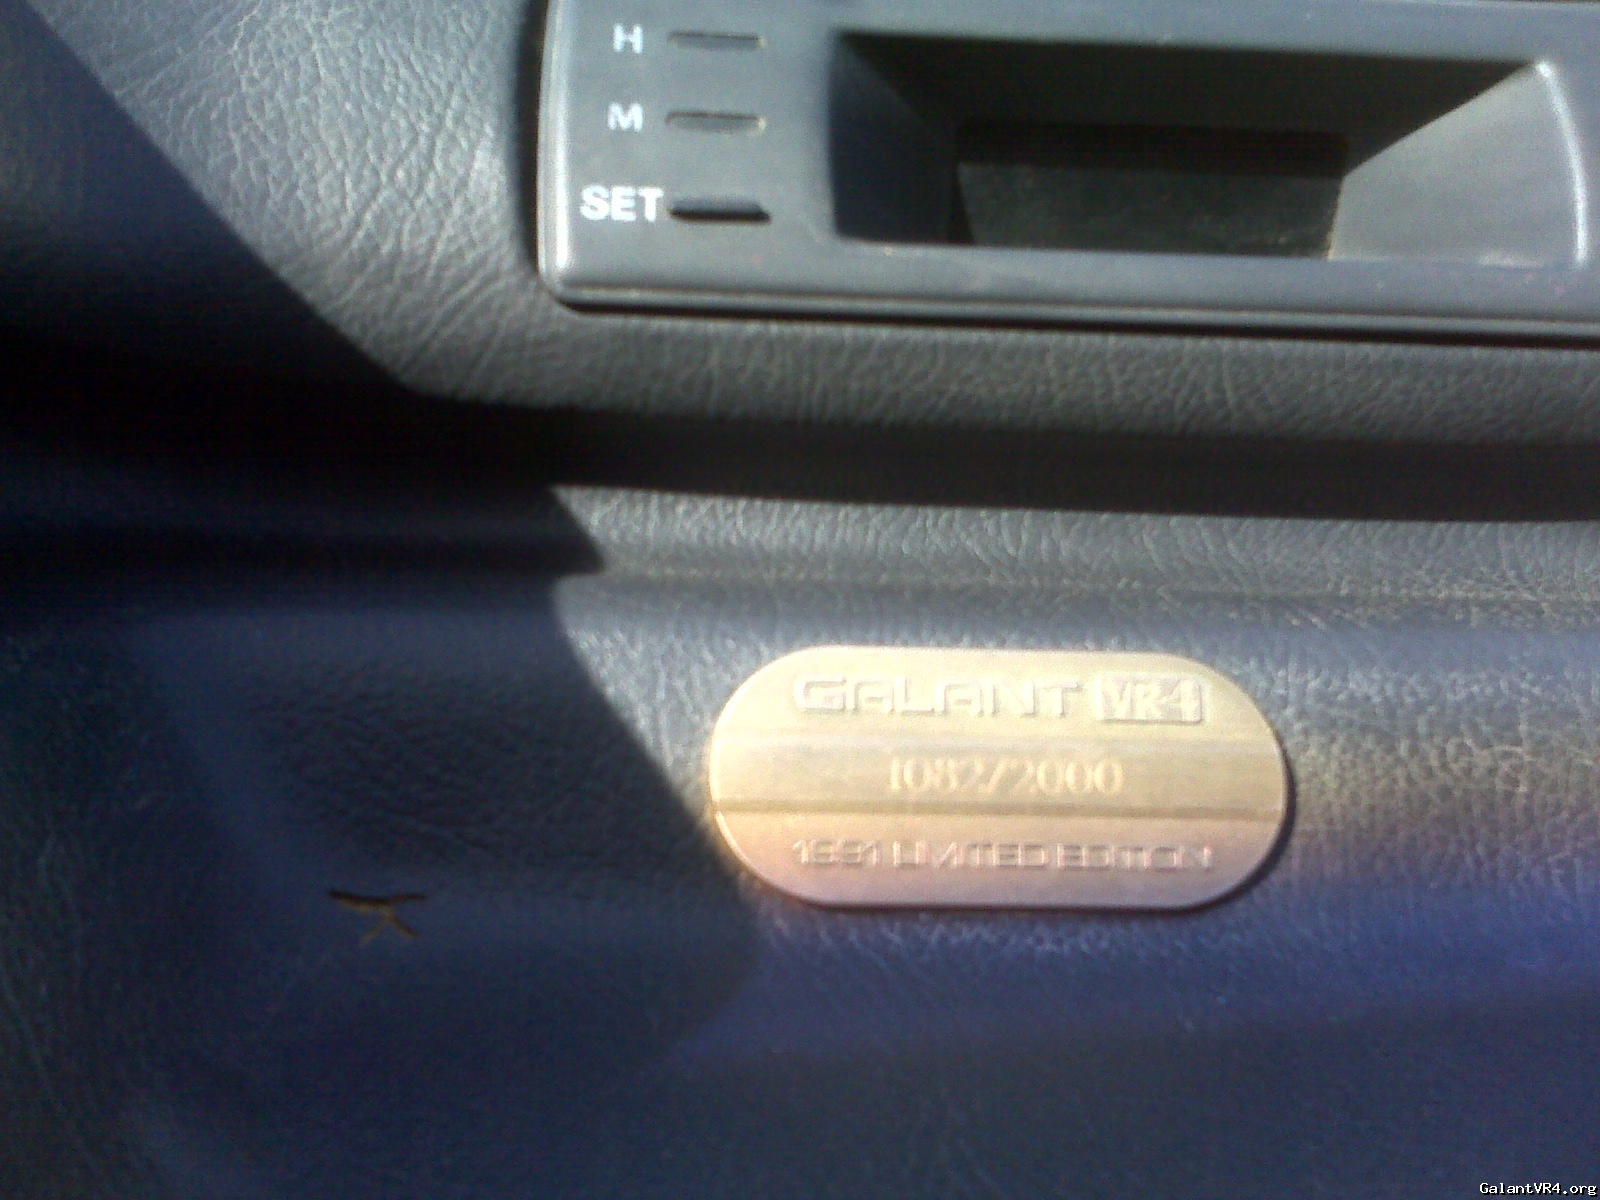 H
M
SET
GALANT VR-4
1082/2000
1991 LIMITED EDITION
GalantVR4.org